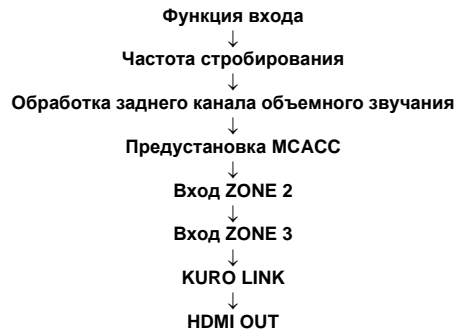 Функция входа
↓
Частота стробирования
↓
Обработка заднего канала объемного звучания
↓
Предустановка MCACC
↓
Вход ZONE 2
↓
Вход ZONE 3
↓
KURO LINK
↓
HDMI OUT